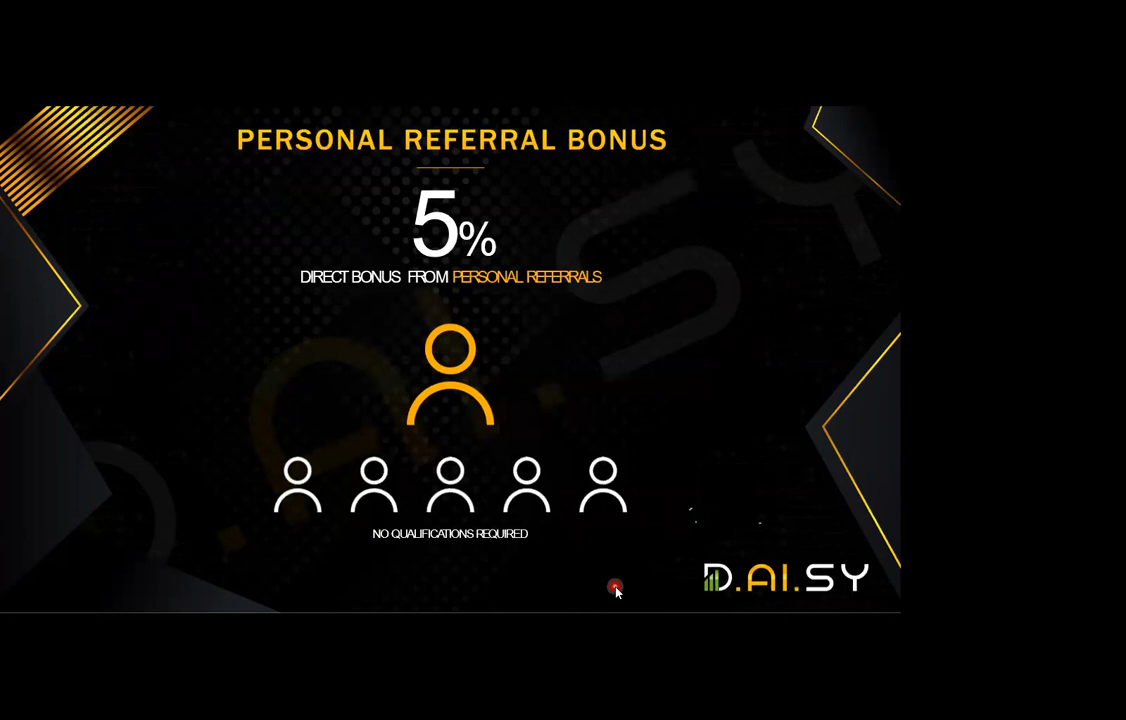 PERSONAL REFERRAL BONUS
5%
DIRECT BONUS FROM PERSONAL REFERRALS
NO QUALIFICATIONS REQUIRED
D.AI.SY